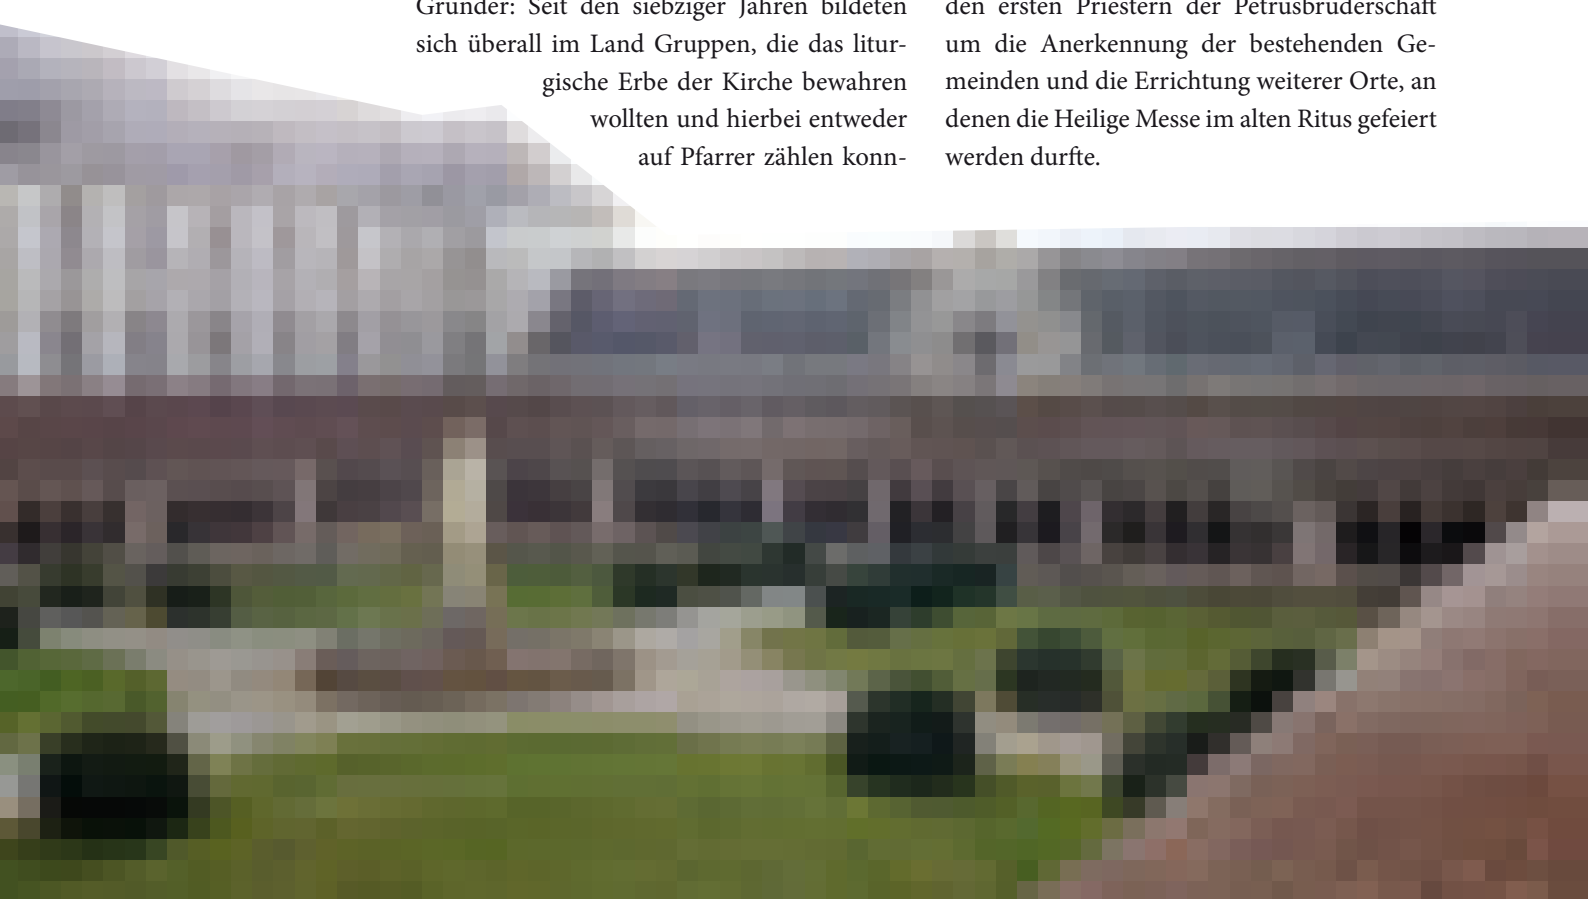 Gründer: Seit den siebziger Jahren bildeten
sich überall im Land Gruppen, die das litur-
gische Erbe der Kirche bewahren
wollten und hierbei entweder
auf Pfarrer zählen konn-
den ersten Priestern der Petrusbruderschaft
um die Anerkennung der bestehenden Ge-
meinden und die Errichtung weiterer Orte, an
denen die Heilige Messe im alten Ritus gefeiert
werden durfte.